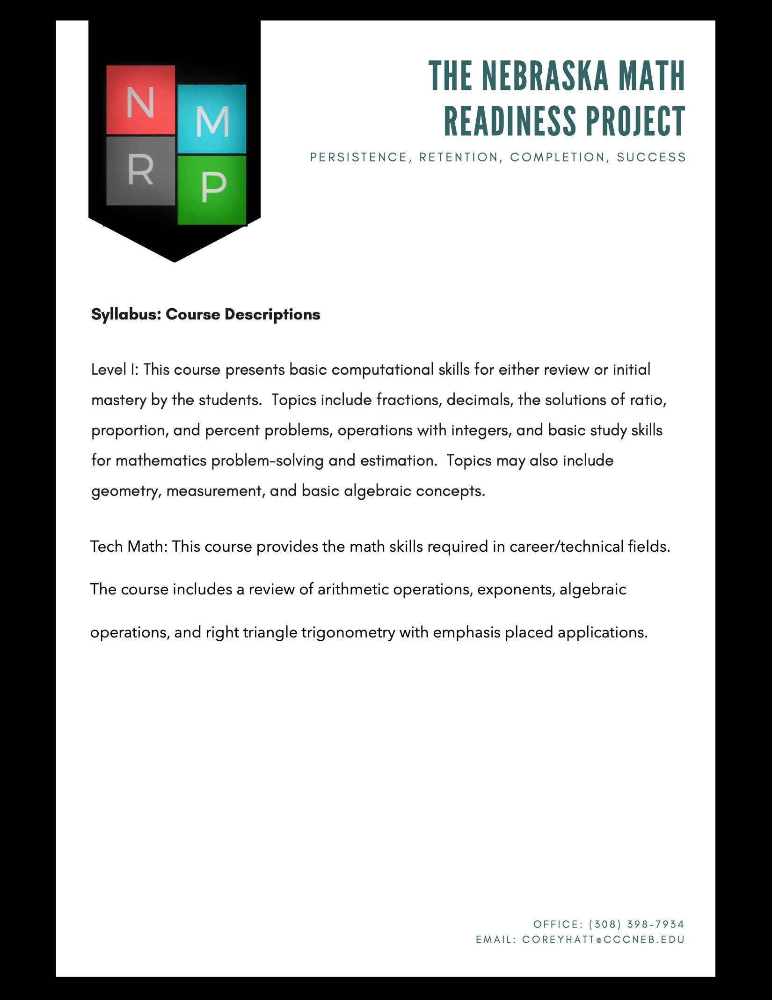 N
M
R
P
THE NEBRASKA MATH
READINESS PROJECT
PERSISTENCE, RETENTION, COMPLETION, SUCCESS
Syllabus: Course Descriptions
Level I: This course presents basic computational skills for either review or initial
mastery by the students.  Topics include fractions, decimals, the solutions of ratio,
proportion, and percent problems, operations with integers, and basic study skills
for mathematics problem-solving and estimation.  Topics may also include
geometry, measurement, and basic algebraic concepts.
Tech Math: This course provides the math skills required in career/technical fields.
The course includes a review of arithmetic operations, exponents, algebraic
operations, and right triangle trigonometry with emphasis placed applications.
OFFICE: (308) 398-7934
EMAIL: COREYHATT@CCCNEB.EDU